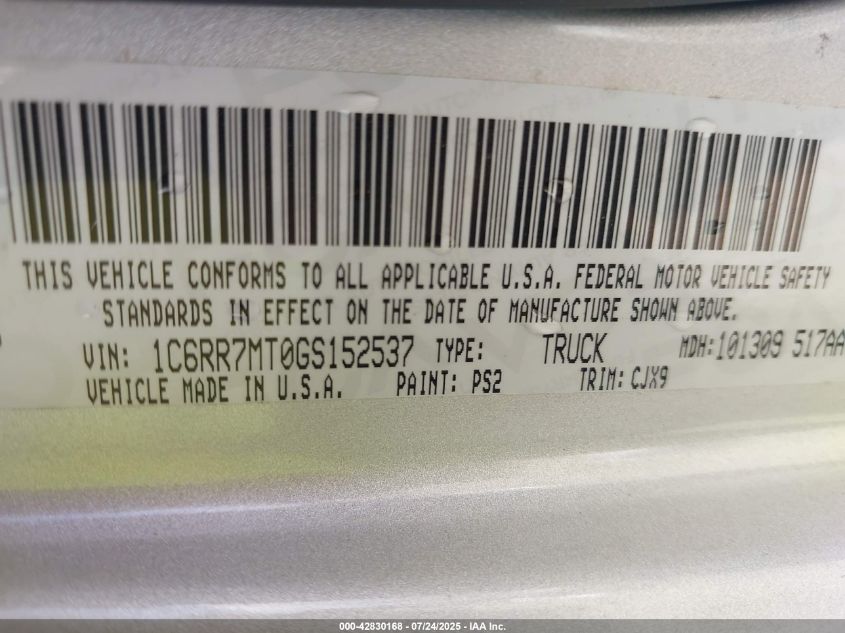 THIS VEHICLE CONFORMS TO ALL APPLICABLE U.S.A. FEDERAL MOTOR VEHICLE SAFETY
STANDARDS IN EFFECT ON THE DATE OF MANUFACTURE SHOWN ABOVE.
VIN: 1C6RR7MT0GS152537 TYPE: TRUCK MDH:101309 517AA
VEHICLE MADE IN U.S.A. PAINT: PS2 TRIM: CJX9
000-42830168 - 07/24/2025 - IAA Inc.